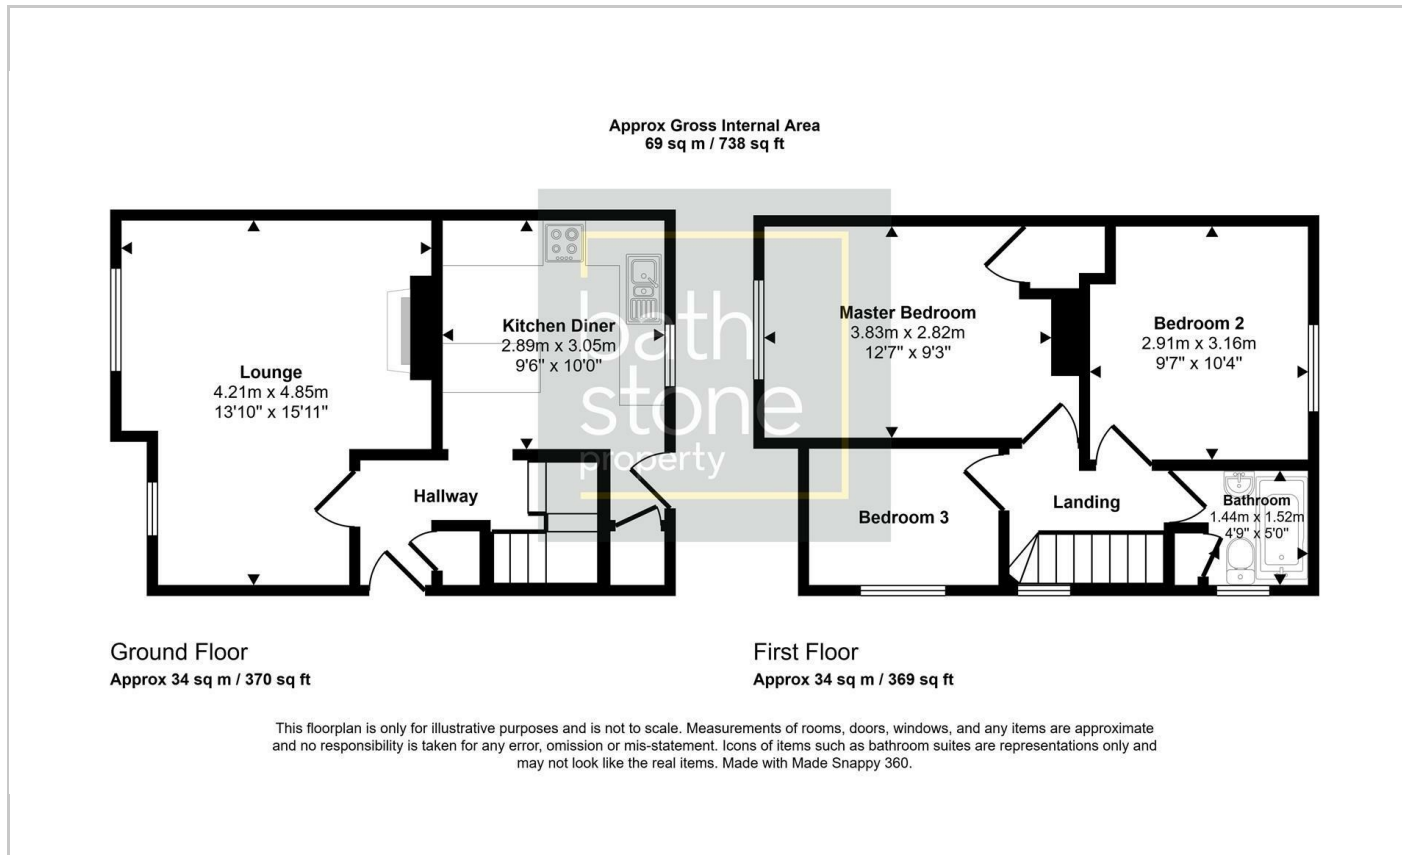 Approx Gross Internal Area
69 sq m / 738 sq ft
Lounge
4.21m x 4.85m
13'10" x 15'11"
Kitchen Diner
2.89m x 3.05m
9'6" x 10'0"
Hallway
Master Bedroom
3.83m x 2.82m
12'7" x 9'3"
Bedroom 2
2.91m x 3.16m
9'7" x 10'4"
Bedroom 3
Landing
Bathroom
1.44m x 1.52m
4'9" x 5'0"
bath
stone
property
Ground Floor
Approx 34 sq m / 370 sq ft
First Floor
Approx 34 sq m / 369 sq ft
This floorplan is only for illustrative purposes and is not to scale. Measurements of rooms, doors, windows, and any items are approximate
and no responsibility is taken for any error, omission or mis-statement. Icons of items such as bathroom suites are representations only and
may not look like the real items. Made with Made Snappy 360.